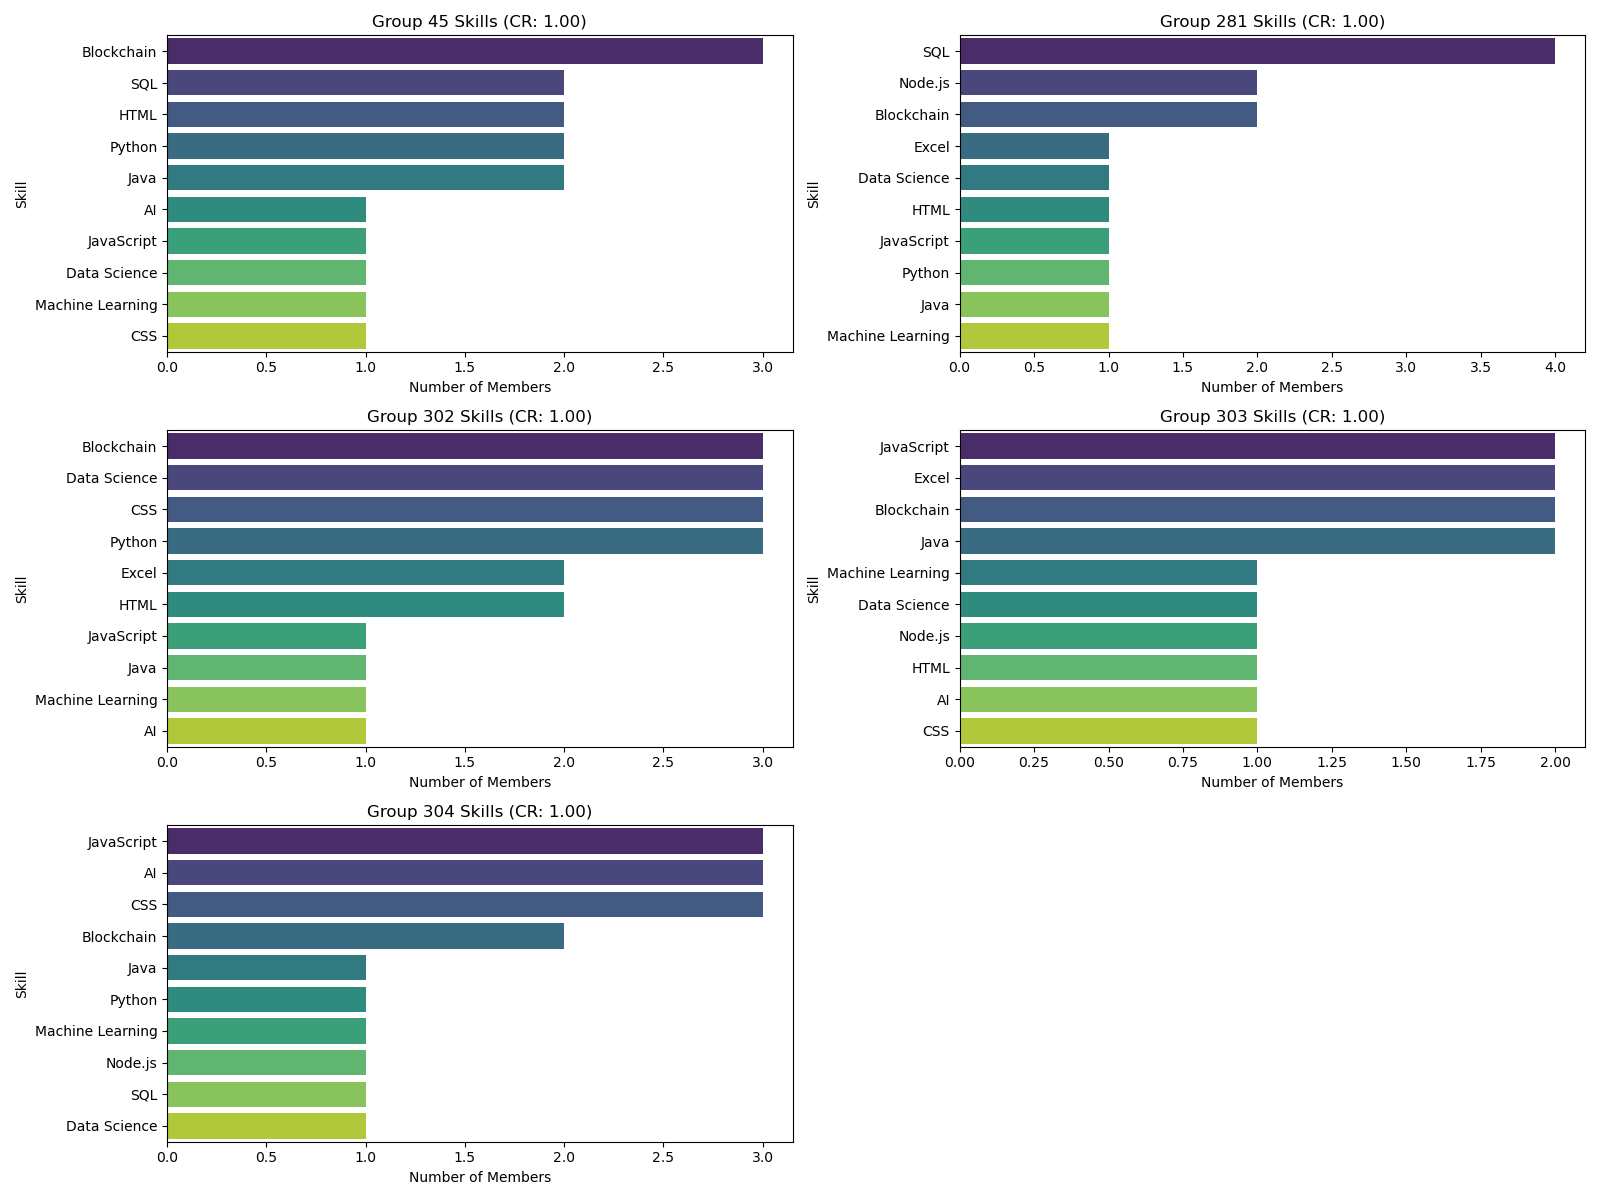 Group 45 Skills (CR: 1.00)
Skill
Blockchain
SQL
HTML
Python
Java
AI
JavaScript
Data Science
Machine Learning
CSS
0.0 0.5 1.0 1.5 2.0 2.5 3.0
Number of Members
Group 281 Skills (CR: 1.00)
Skill
SQL
Node.js
Blockchain
Excel
Data Science
HTML
JavaScript
Python
Java
Machine Learning
0.0 0.5 1.0 1.5 2.0 2.5 3.0 3.5 4.0
Number of Members
Group 302 Skills (CR: 1.00)
Skill
Blockchain
Data Science
CSS
Python
Excel
HTML
JavaScript
Java
Machine Learning
AI
0.0 0.5 1.0 1.5 2.0 2.5 3.0
Number of Members
Group 303 Skills (CR: 1.00)
Skill
JavaScript
Excel
Blockchain
Java
Machine Learning
Data Science
Node.js
HTML
AI
CSS
0.00 0.25 0.50 0.75 1.00 1.25 1.50 1.75 2.00
Number of Members
Group 304 Skills (CR: 1.00)
Skill
JavaScript
AI
CSS
Blockchain
Java
Python
Machine Learning
Node.js
SQL
Data Science
0.0 0.5 1.0 1.5 2.0 2.5 3.0
Number of Members